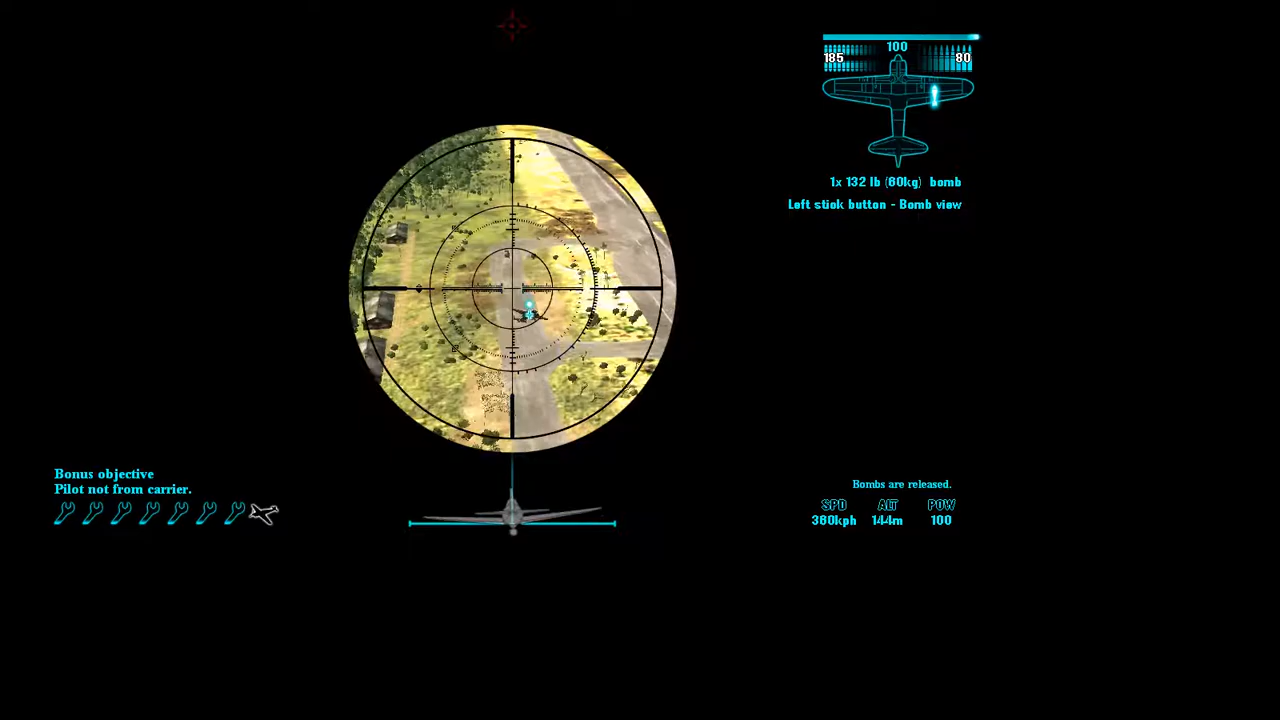 100
185 80
1x 132 lb (60kg) bomb
Left stick button - Bomb view
Bonus objective
Pilot not from carrier.
Bombs are released.
SPD ALT POW
380kph 144m 100